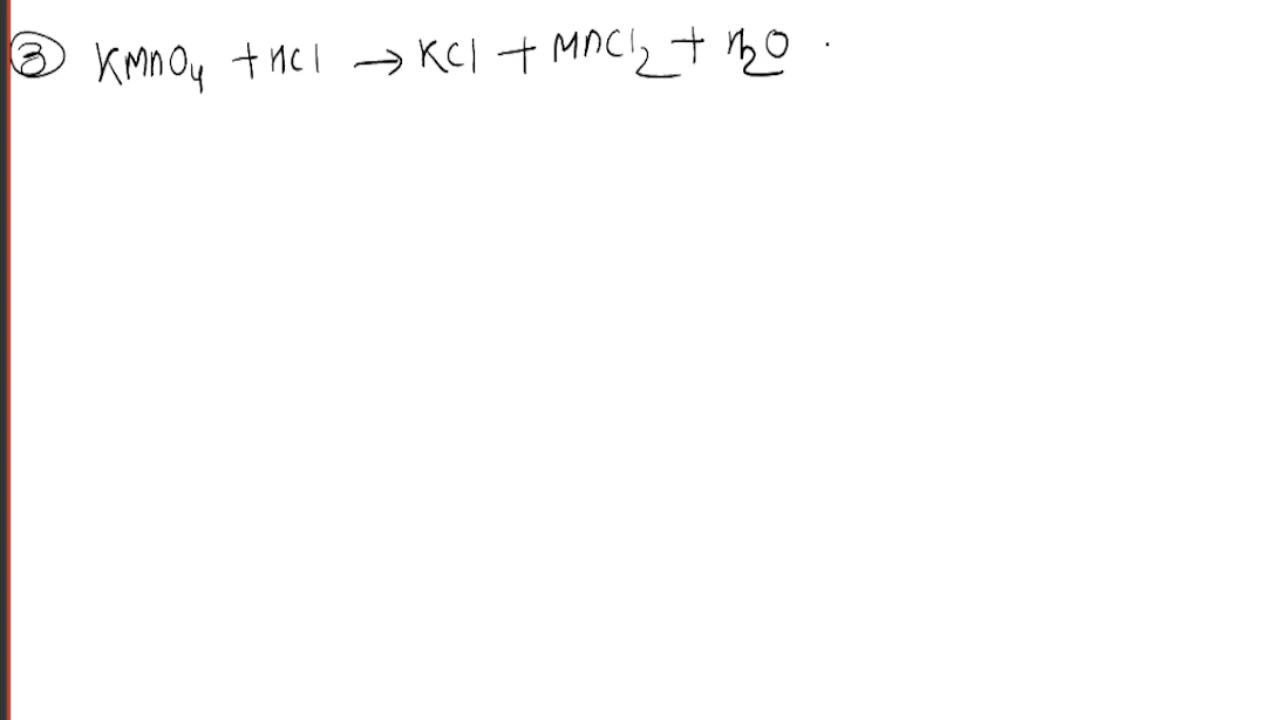 ③ KMnO₄ + HCl → KCl + MnCl₂ + H₂O